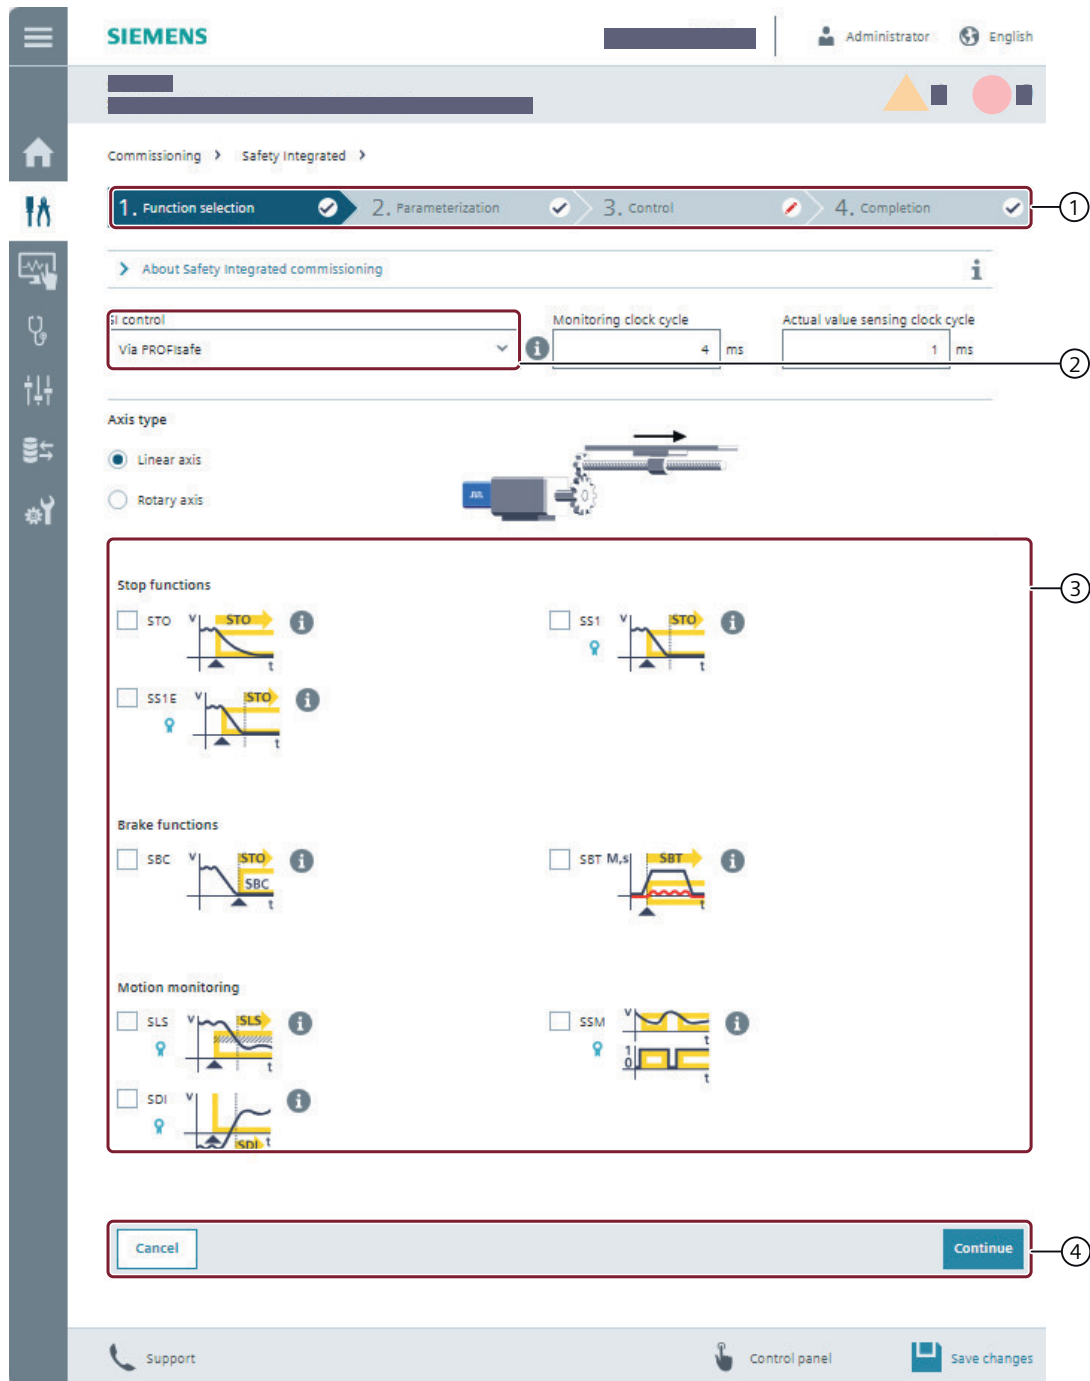 SIEMENS
Administrator
English
Commissioning
Safety Integrated
1. Function selection
2. Parameterization
3. Control
4. Completion
1
About Safety Integrated commissioning
i
SI control
Monitoring clock cycle
Actual value sensing clock cycle
Via PROFIsafe
i
4 ms
1 ms
2
Axis type
Linear axis
Rotary axis
3
Stop functions
STO
V STO
t
i
SS1
V STO
t
i
SS1E
V STO
t
i
Brake functions
SBC
V STO
SBC
t
i
SBT
M,s SBT
t
i
Motion monitoring
SLS
V SLS
t
i
SSM
V
t
1
0
t
i
SDI
V
SDI t
i
Cancel
Continue
4
Support
Control panel
Save changes